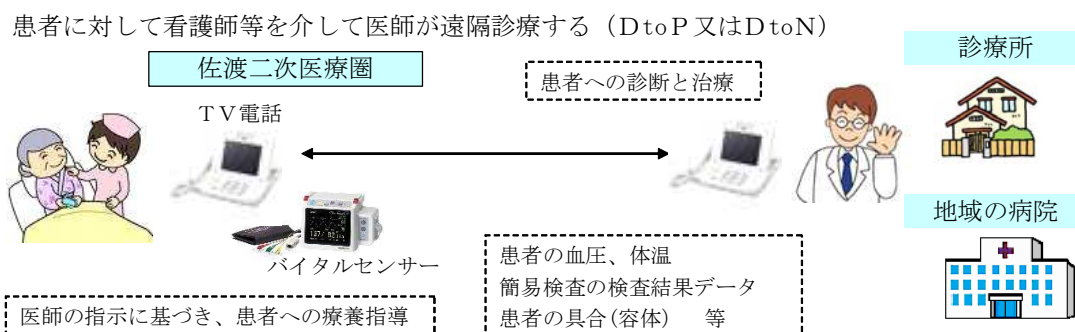 患者に対して看護師等を介して医師が遠隔診療する（DtoP又はDtoN）
佐渡二次医療圏
患者への診断と治療
診療所
TV電話
地域の病院
バイタルセンサー
患者の血圧、体温
簡易検査の検査結果データ
患者の具合(容体)　等
医師の指示に基づき、患者への療養指導